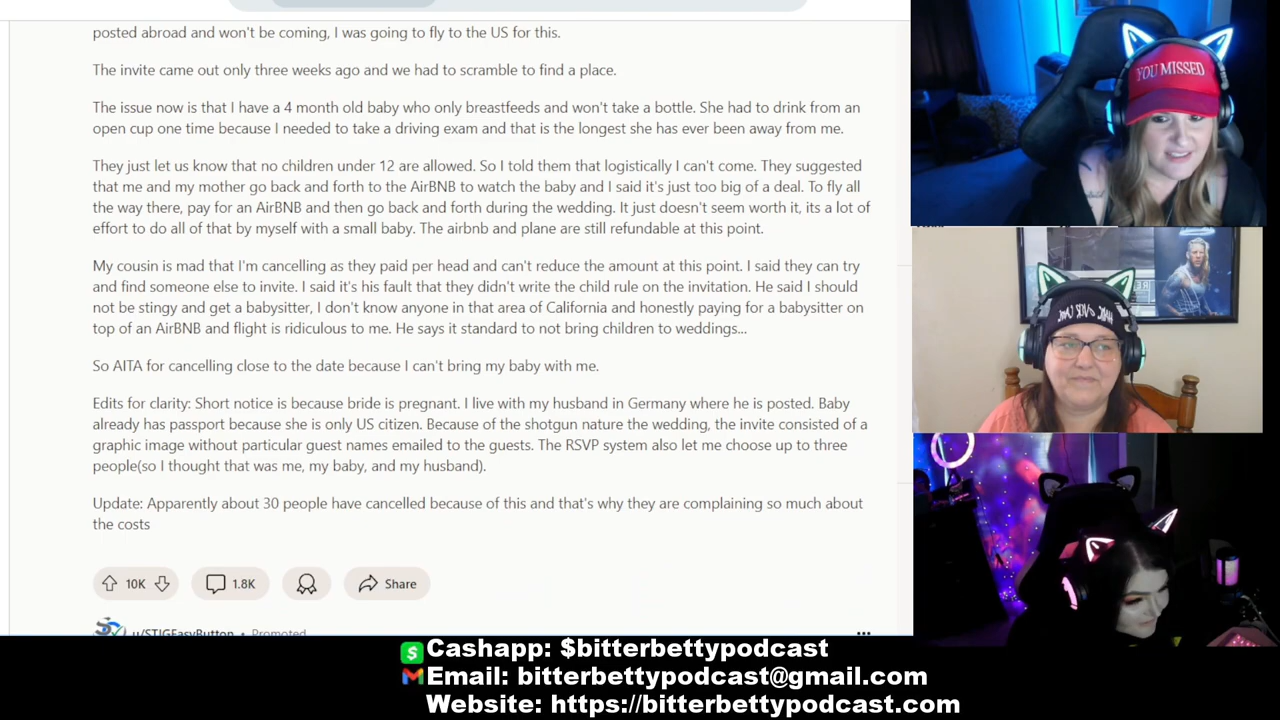 posted abroad and won't be coming, I was going to fly to the US for this.
The invite came out only three weeks ago and we had to scramble to find a place.
The issue now is that I have a 4 month old baby who only breastfeeds and won't take a bottle. She had to drink from an
open cup one time because I needed to take a driving exam and that is the longest she has ever been away from me.
They just let us know that no children under 12 are allowed. So I told them that logistically I can't come. They suggested
that me and my mother go back and forth to the AirBNB to watch the baby and I said it's just too big of a deal. To fly all
the way there, pay for an AirBNB and then go back and forth during the wedding. It just doesn't seem worth it, its a lot of
effort to do all of that by myself with a small baby. The airbnb and plane are still refundable at this point.
My cousin is mad that I'm cancelling as they paid per head and can't reduce the amount at this point. I said they can try
and find someone else to invite. I said it's his fault that they didn't write the child rule on the invitation. He said I should
not be stingy and get a babysitter, I don't know anyone in that area of California and honestly paying for a babysitter on
top of an AirBNB and flight is ridiculous to me. He says it standard to not bring children to weddings...
So AITA for cancelling close to the date because I can't bring my baby with me.
Edits for clarity: Short notice is because bride is pregnant. I live with my husband in Germany where he is posted. Baby
already has passport because she is only US citizen. Because of the shotgun nature the wedding, the invite consisted of a
graphic image without particular guest names emailed to the guests. The RSVP system also let me choose up to three
people(so I thought that was me, my baby, and my husband).
Update: Apparently about 30 people have cancelled because of this and that's why they are complaining so much about
the costs
10K 1.8K Share
u/STIGEasyButton • Promoted
YOU MISSED
Cashapp: $bitterbettypodcast
Email: bitterbettypodcast@gmail.com
Website: https://bitterbettypodcast.com